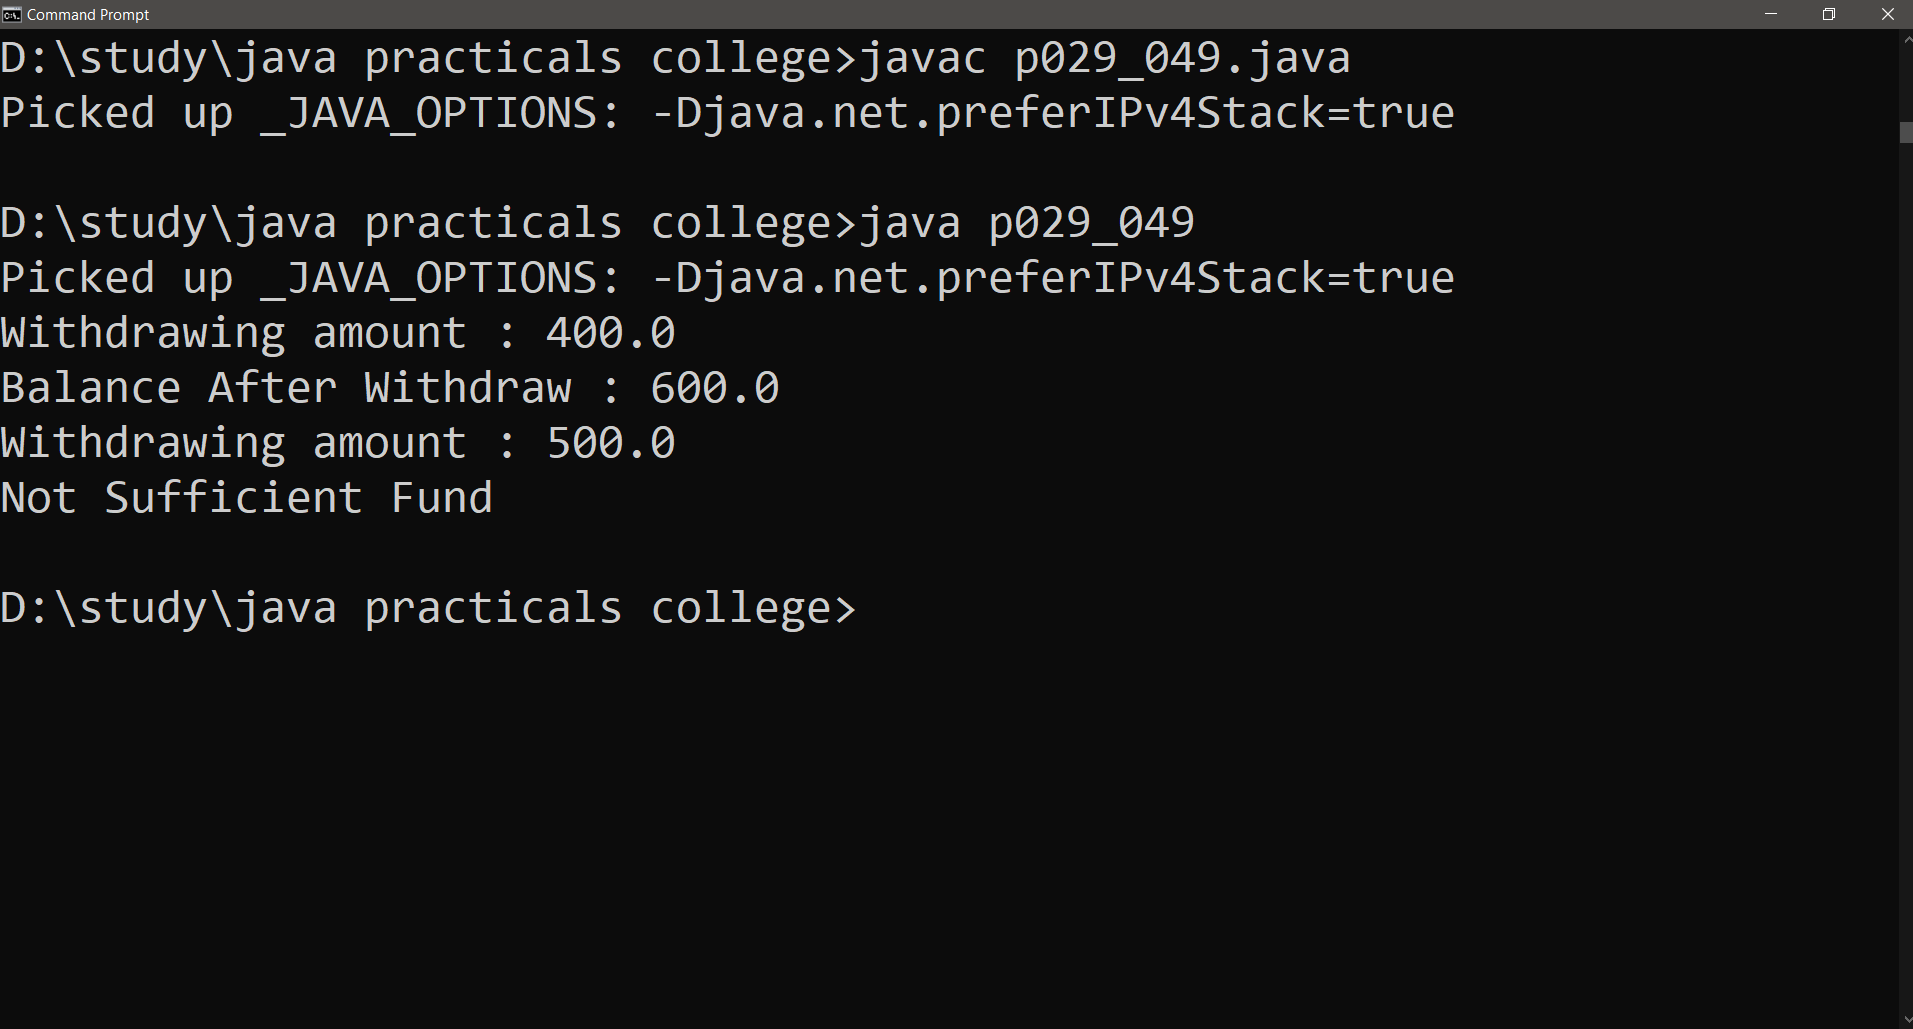 Command Prompt
D:\study\java practicals college>javac p029_049.java
Picked up _JAVA_OPTIONS: -Djava.net.preferIPv4Stack=true
D:\study\java practicals college>java p029_049
Picked up _JAVA_OPTIONS: -Djava.net.preferIPv4Stack=true
Withdrawing amount : 400.0
Balance After Withdraw : 600.0
Withdrawing amount : 500.0
Not Sufficient Fund
D:\study\java practicals college>